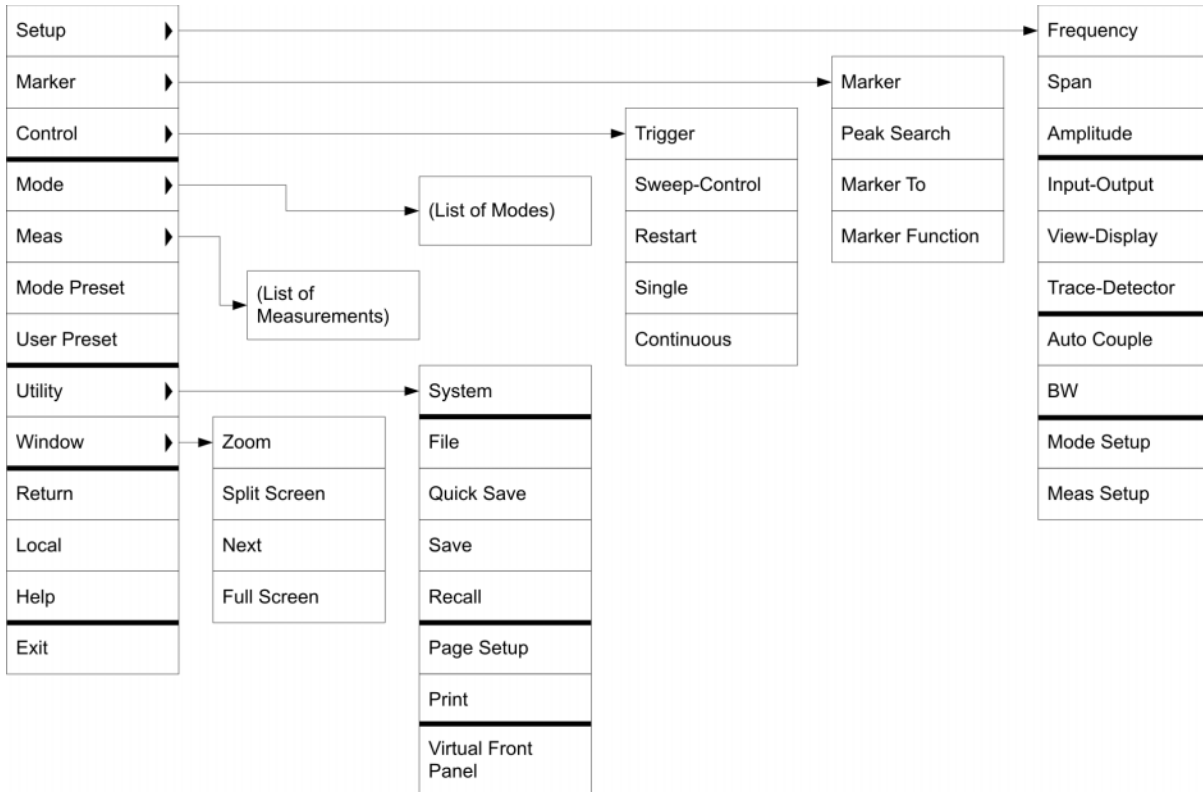 Setup
Marker
Control
Mode
Meas
Mode Preset
User Preset
Utility
Window
Return
Local
Help
Exit
Zoom
Split Screen
Next
Full Screen
(List of
Measurements)
(List of Modes)
System
File
Quick Save
Save
Recall
Page Setup
Print
Virtual Front
Panel
Trigger
Sweep-Control
Restart
Single
Continuous
Marker
Peak Search
Marker To
Marker Function
Frequency
Span
Amplitude
Input-Output
View-Display
Trace-Detector
Auto Couple
BW
Mode Setup
Meas Setup